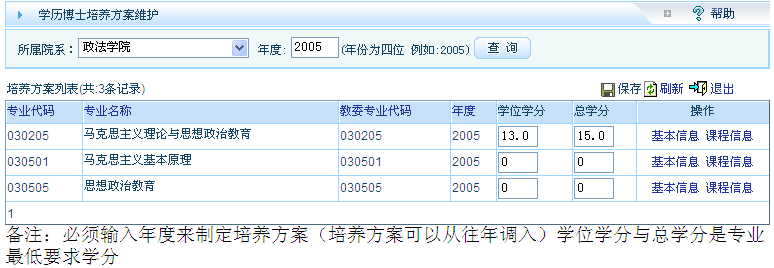 学历博士培养方案维护 帮助
所属院系: 政法学院 年度: 2005 (年份为四位 例如:2005) 查 询
培养方案列表(共:3条记录) 保存 刷新 退出
专业代码 专业名称 教委专业代码 年度 学位学分 总学分 操作
030205 马克思主义理论与思想政治教育 030205 2005 13.0 15.0 基本信息 课程信息
030501 马克思主义基本原理 030501 2005 0 0 基本信息 课程信息
030505 思想政治教育 030505 2005 0 0 基本信息 课程信息
1
备注：必须输入年度来制定培养方案（培养方案可以从往年调入）学位学分与总学分是专业
最低要求学分